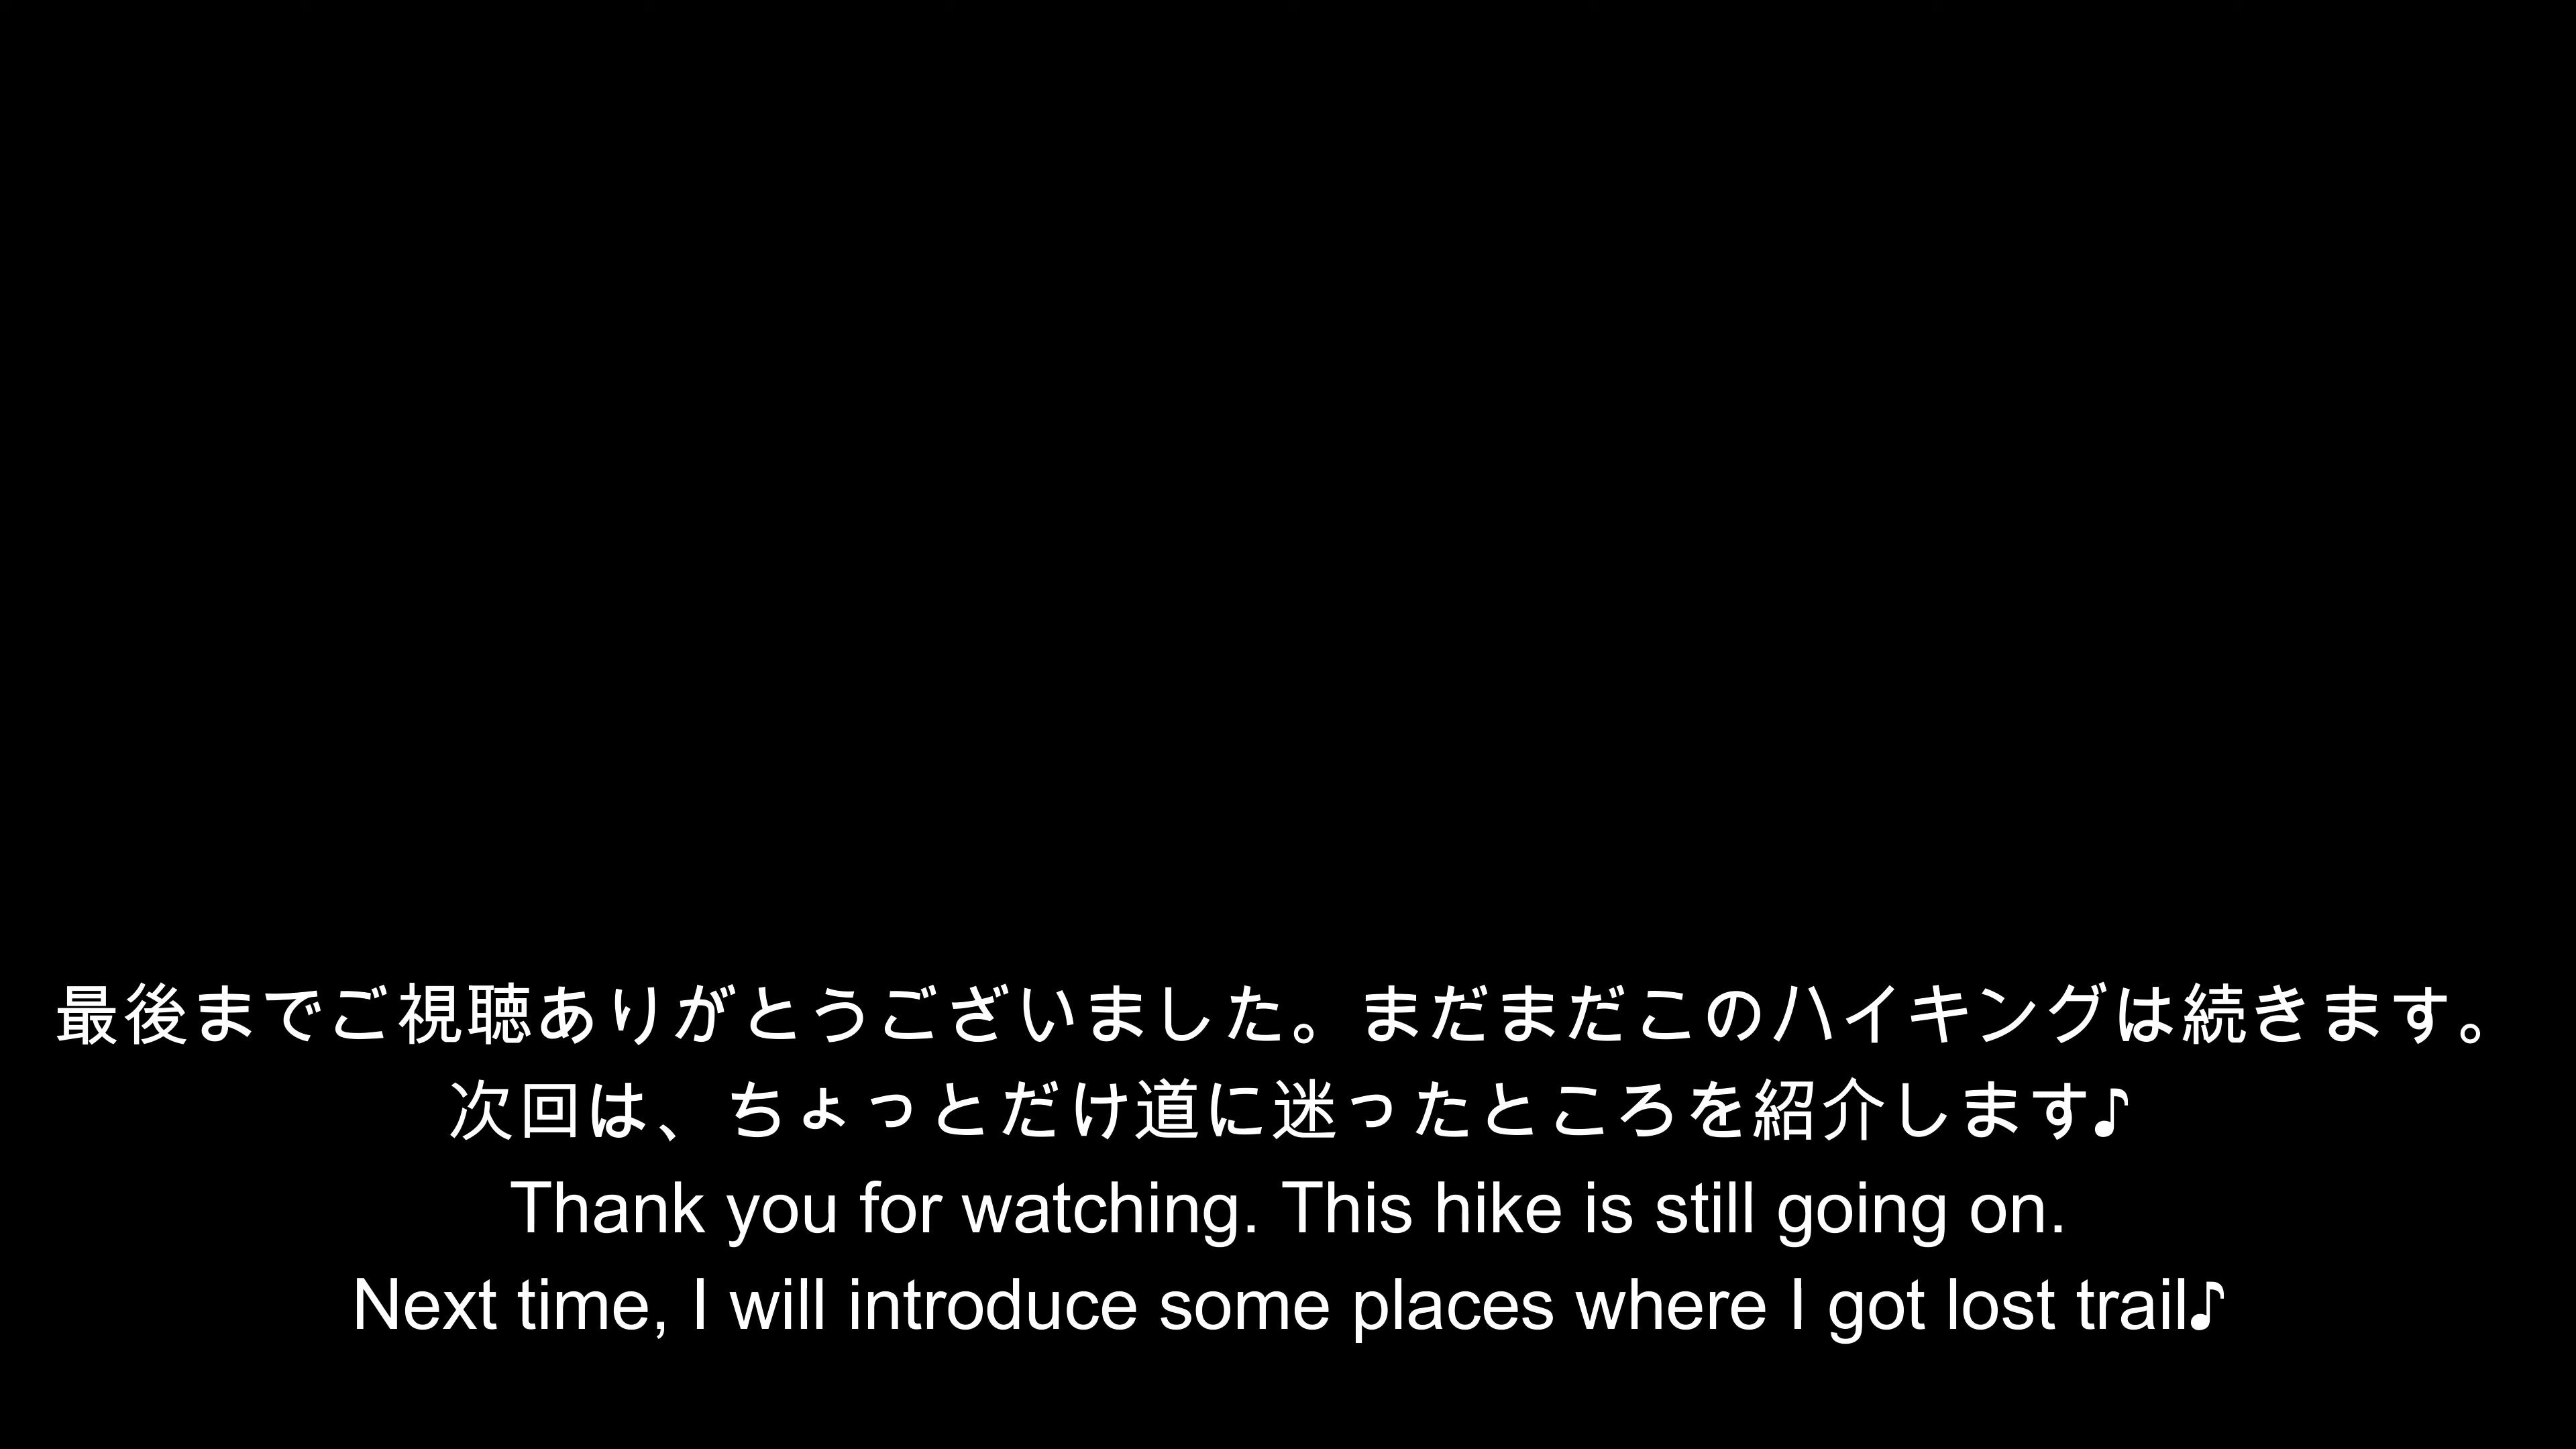 最後までご視聴ありがとうございました。まだまだこのハイキングは続きます。
次回は、ちょっとだけ道に迷ったところを紹介します♪
Thank you for watching. This hike is still going on.
Next time, I will introduce some places where I got lost trail♪